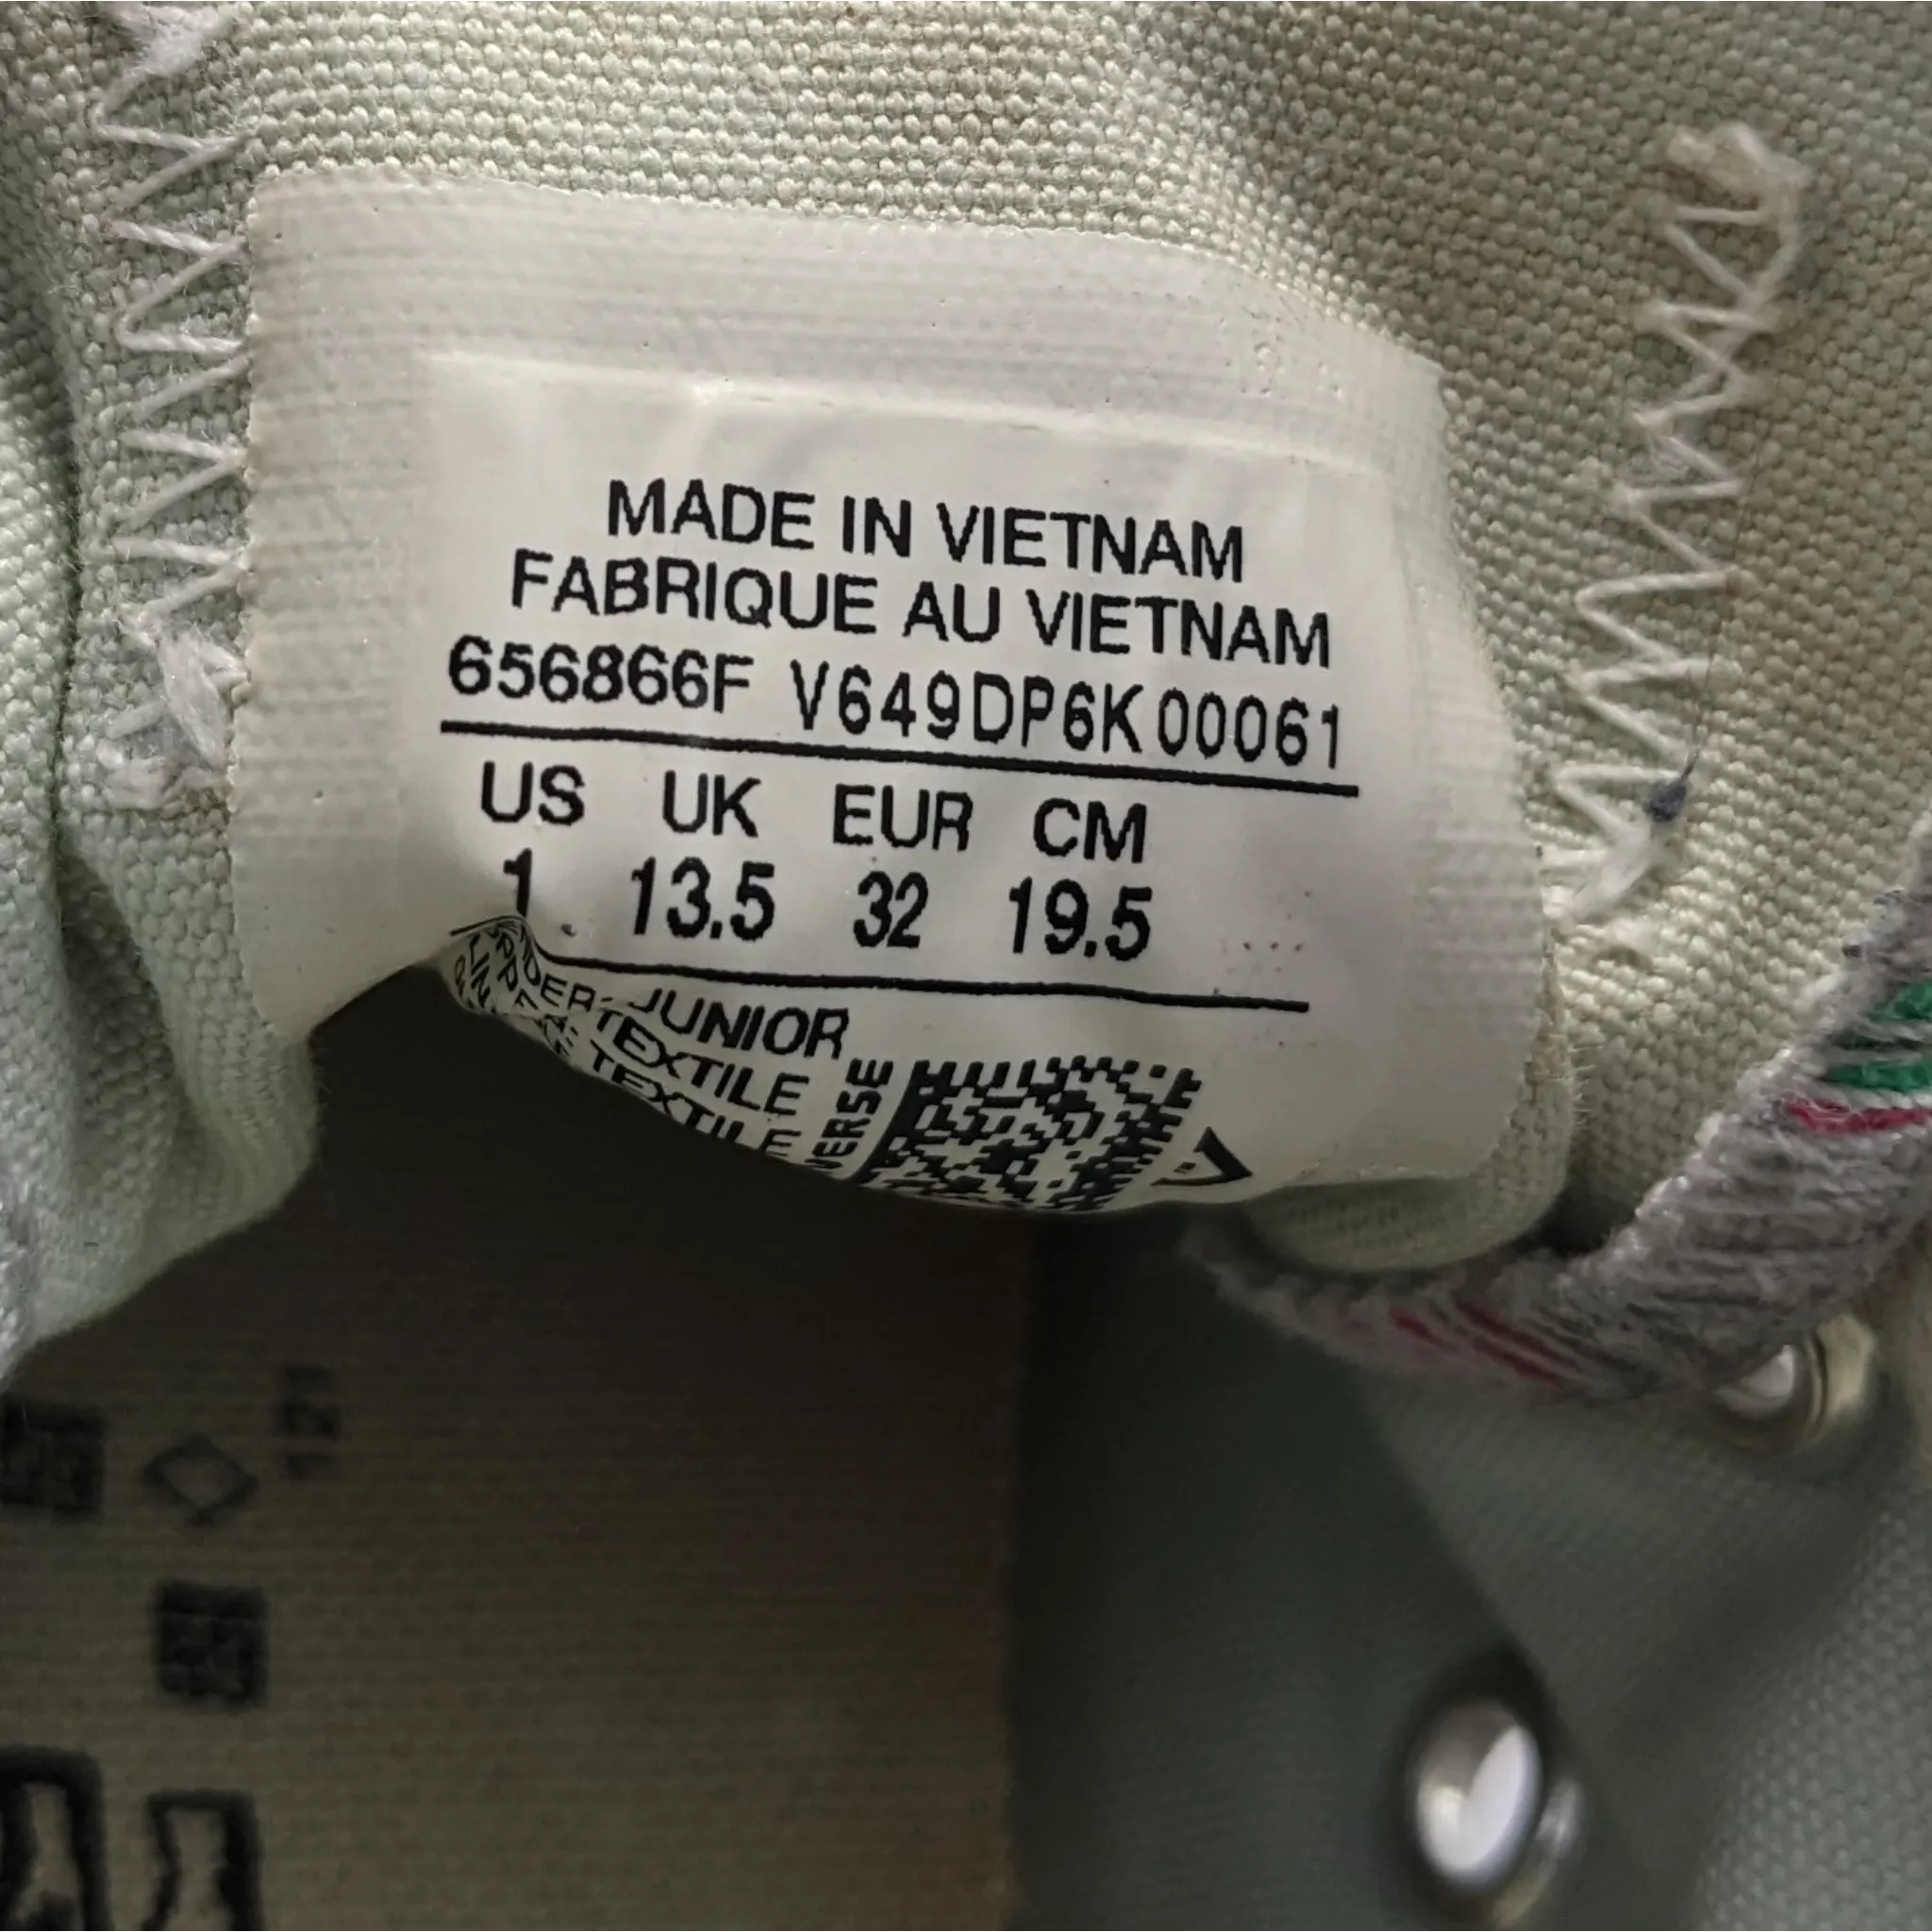 MADE IN VIETNAM
FABRIQUE AU VIETNAM
656866F V649DP6K00061
US UK EUR CM
1 13.5 32 19.5
JUNIOR
TEXTILE
TEXTILE
121